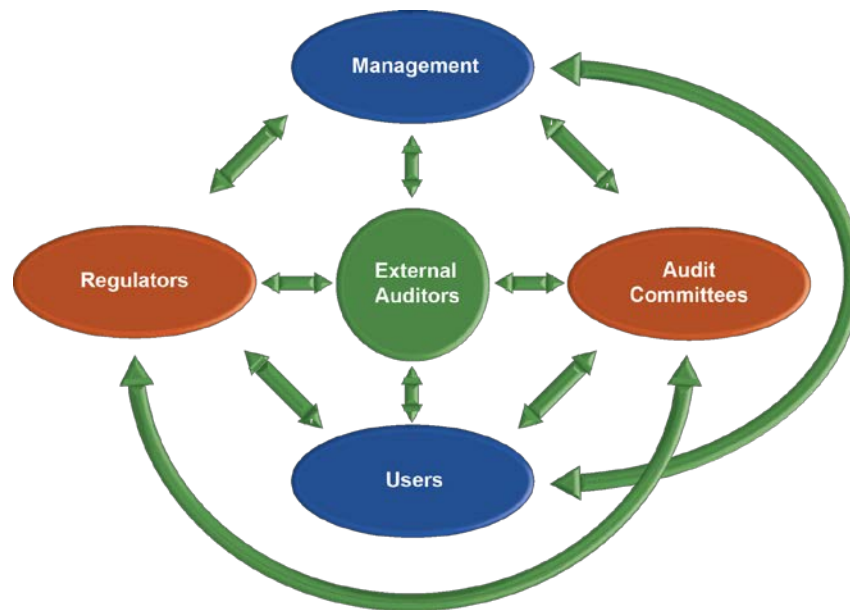 Management
Regulators
External
Auditors
Audit
Committees
Users